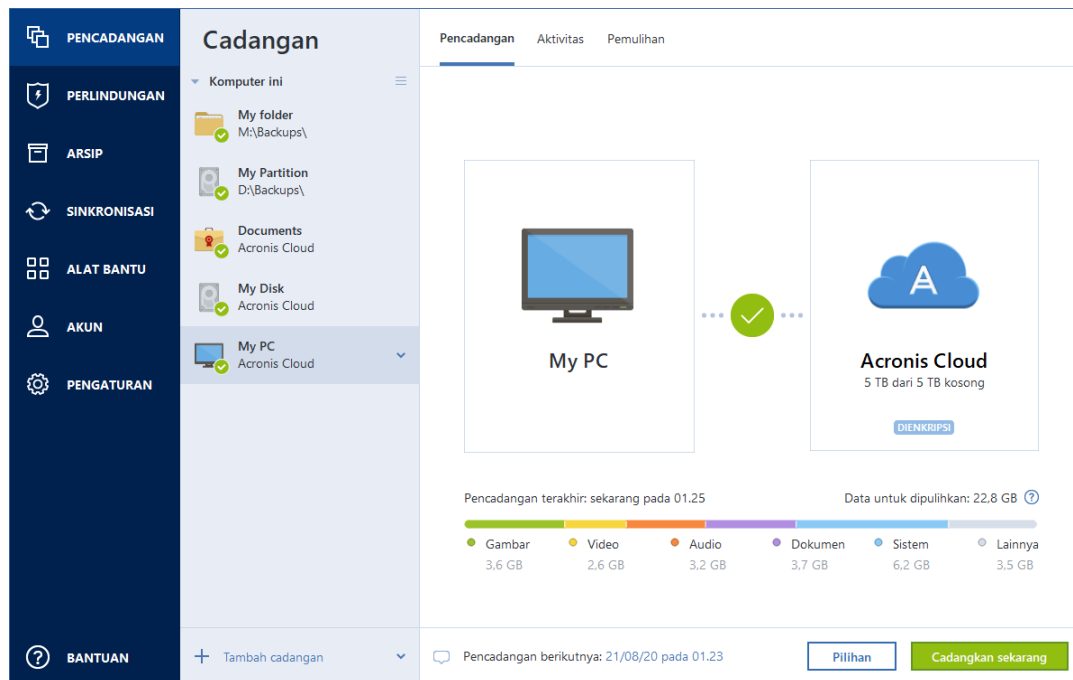 PENCADANGAN
PERLINDUNGAN
ARSIP
SINKRONISASI
ALAT BANTU
AKUN
PENGATURAN
BANTUAN
Cadangan
Komputer ini
My folder
M:\Backups\
My Partition
D:\Backups\
Documents
Acronis Cloud
My Disk
Acronis Cloud
My PC
Acronis Cloud
Tambah cadangan
Pencadangan Aktivitas Pemulihan
My PC
Acronis Cloud
5 TB dari 5 TB kosong
DIENKRIPSI
Pencadangan terakhir: sekarang pada 01.25 Data untuk dipulihkan: 22,8 GB ?
Gambar Video Audio Dokumen Sistem Lainnya
3,6 GB 2,6 GB 3,2 GB 3,7 GB 6,2 GB 3,5 GB
Pencadangan berikutnya: 21/08/20 pada 01.23 Pilihan Cadangkan sekarang